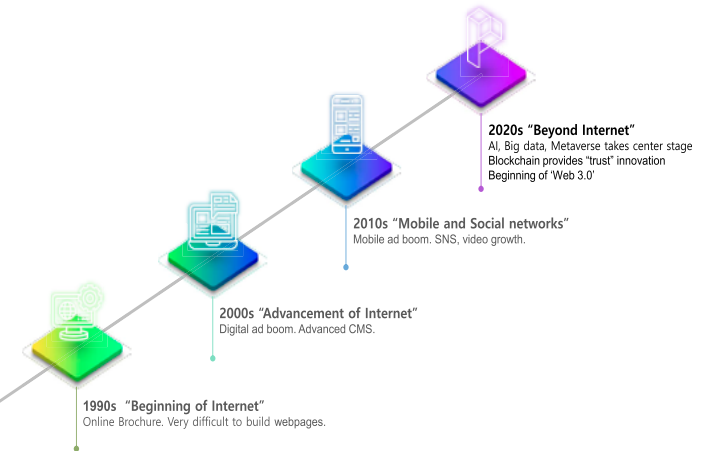 2020s “Beyond Internet”
AI, Big data, Metaverse takes center stage
Blockchain provides “trust” innovation
Beginning of ‘Web 3.0’
2010s “Mobile and Social networks”
Mobile ad boom. SNS, video growth.
2000s “Advancement of Internet”
Digital ad boom. Advanced CMS.
1990s “Beginning of Internet”
Online Brochure. Very difficult to build webpages.